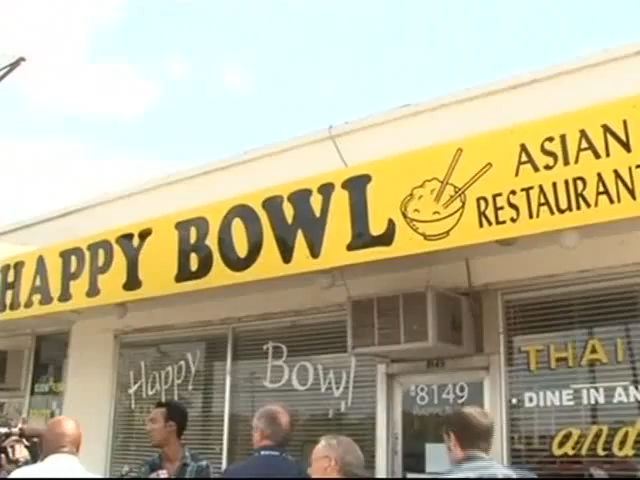 HAPPY BOWL
ASIAN
RESTAURANT
Happy Bowl
8149
THAI
• DINE IN AN
and